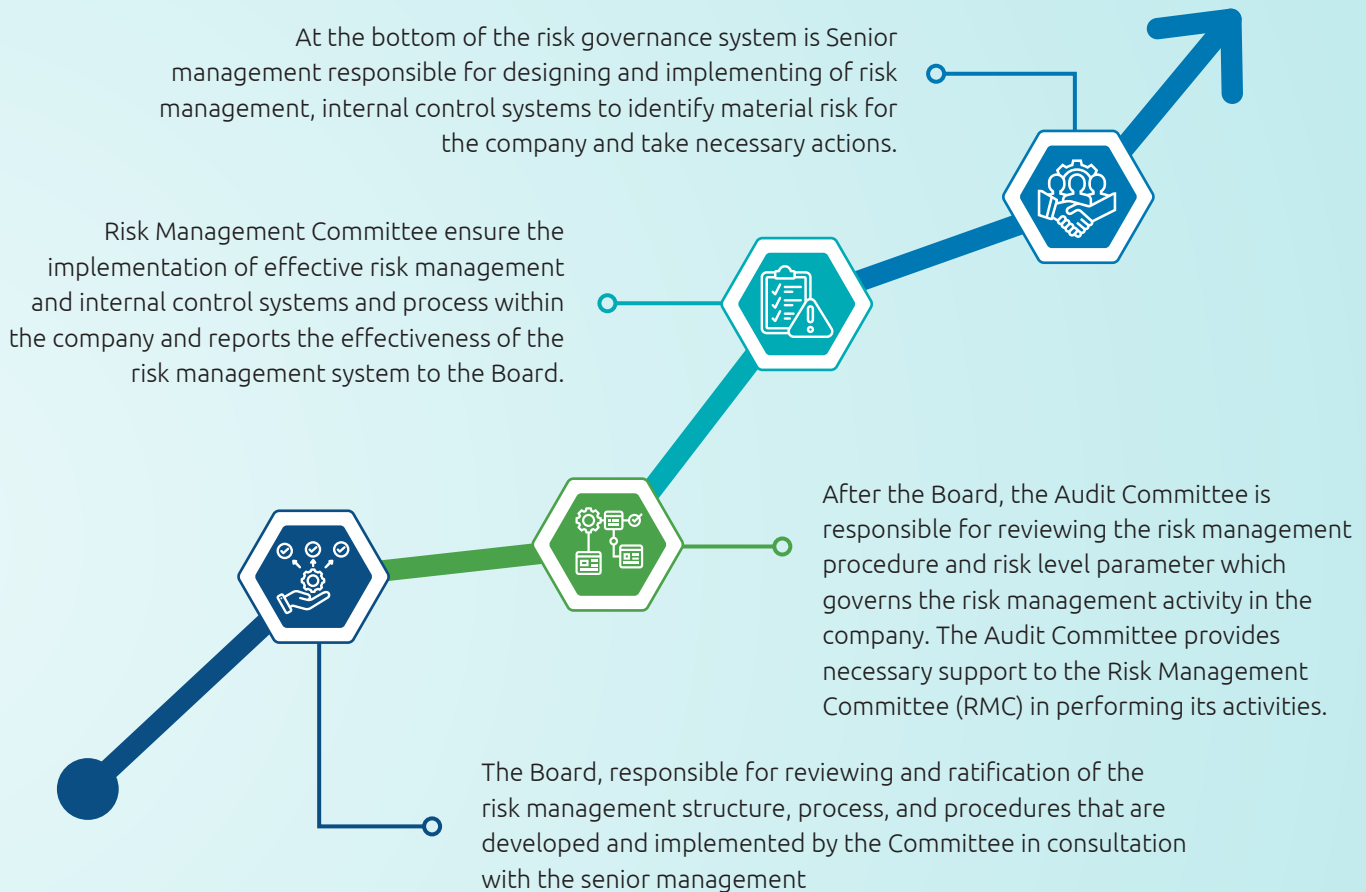 At the bottom of the risk governance system is Senior
management responsible for designing and implementing of risk
management, internal control systems to identify material risk for
the company and take necessary actions.
Risk Management Committee ensure the
implementation of effective risk management
and internal control systems and process within
the company and reports the effectiveness of the
risk management system to the Board.
After the Board, the Audit Committee is
responsible for reviewing the risk management
procedure and risk level parameter which
governs the risk management activity in the
company. The Audit Committee provides
necessary support to the Risk Management
Committee (RMC) in performing its activities.
The Board, responsible for reviewing and ratification of the
risk management structure, process, and procedures that are
developed and implemented by the Committee in consultation
with the senior management